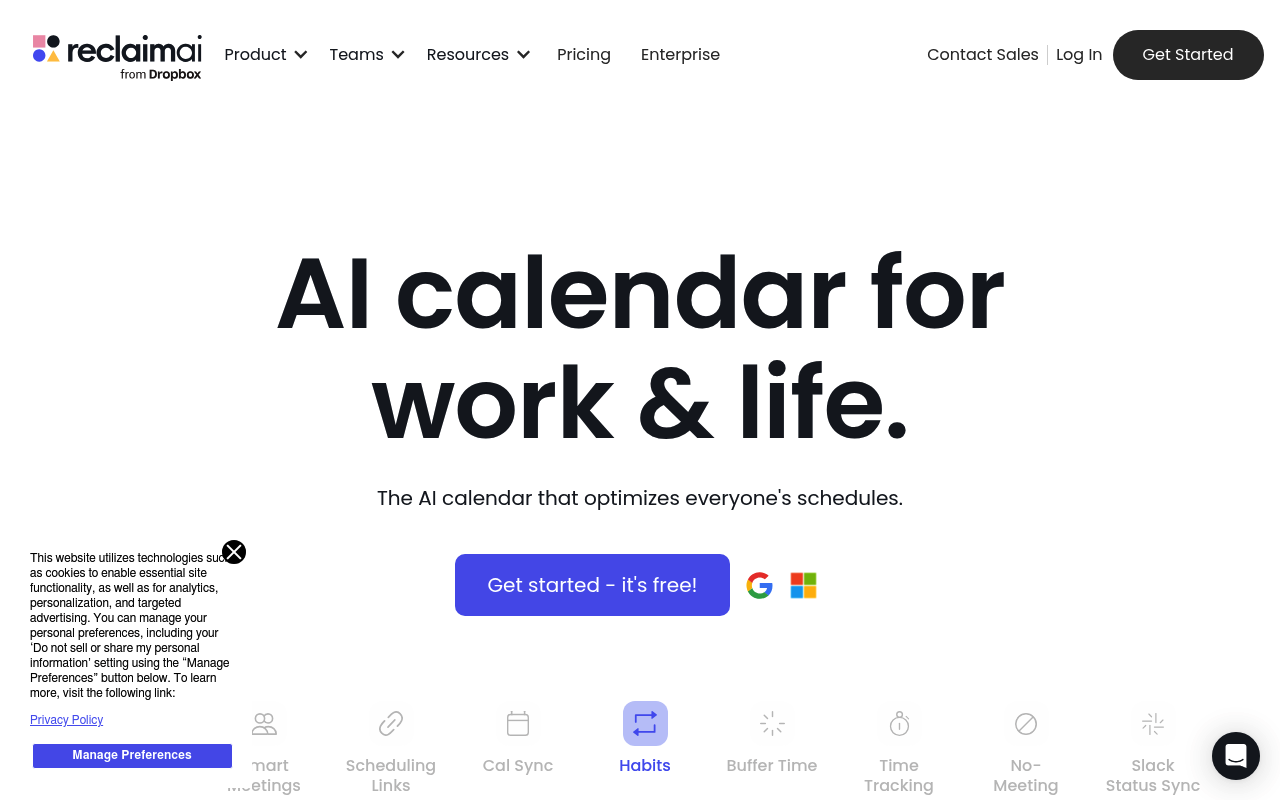 reclaimai
from Dropbox
Product
Teams
Resources
Pricing
Enterprise
Contact Sales
Log In
Get Started
AI calendar for
work & life.
The AI calendar that optimizes everyone's schedules.
Get started - it's free!
This website utilizes technologies
as cookies to enable essential site
functionality, as well as for analytics,
personalization, and targeted
advertising. You can manage your
personal preferences, including your
‘Do not sell or share my personal
information’ setting using the “Manage
Preferences” button below. To learn
more, visit the following link:
Privacy Policy
Manage Preferences
Scheduling
Links
Cal Sync
Habits
Buffer Time
Time
Tracking
No-
Meeting
Slack
Status Sync